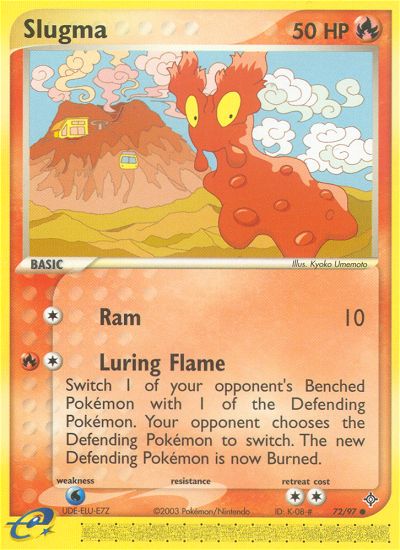 Slugma 50 HP
BASIC
Illus. Kyoko Umemoto
Ram 10
Luring Flame
Switch 1 of your opponent's Benched
Pokémon with 1 of the Defending
Pokémon. Your opponent chooses the
Defending Pokémon to switch. The new
Defending Pokémon is now Burned.
weakness resistance retreat cost
UDE-ELU-E7Z ©2003 Pokémon/Nintendo ID: K-08-# 72/97 ●
e